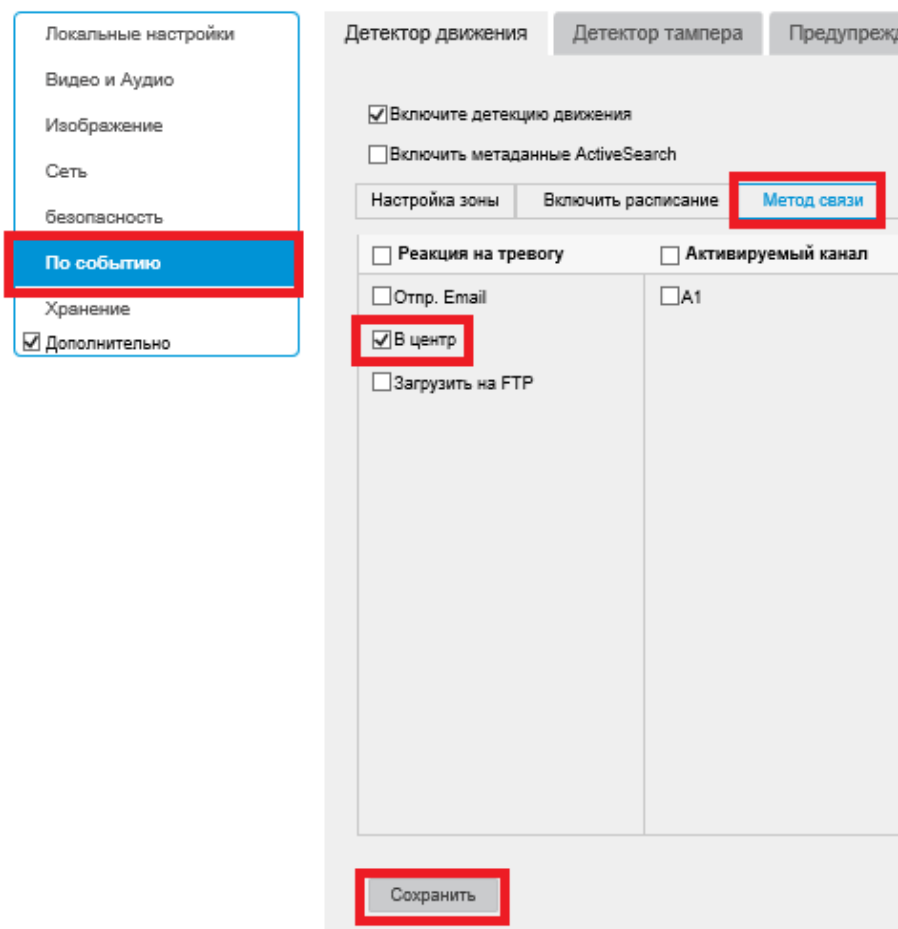 Локальные настройки
Видео и Аудио
Изображение
Сеть
безопасность
По событию
Хранение
Дополнительно
Детектор движения
Детектор тампера
Предупрежд
Включите детекцию движения
Включить метаданные ActiveSearch
Настройка зоны
Включить расписание
Метод связи
Реакция на тревогу
Активируемый канал
Отпр. Email
A1
В центр
Загрузить на FTP
Сохранить